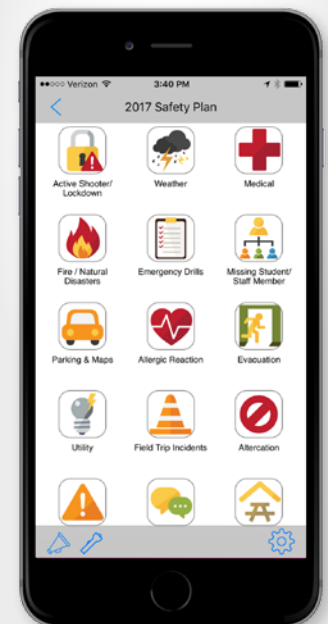 Verizon 3:40 PM
2017 Safety Plan
Active Shooter/ Weather Medical
Lockdown
Fire / Natural Emergency Drills Missing Student/
Disasters Staff Member
Parking & Maps Allergic Reaction Evacuation
Utility Field Trip Incidents Altercation